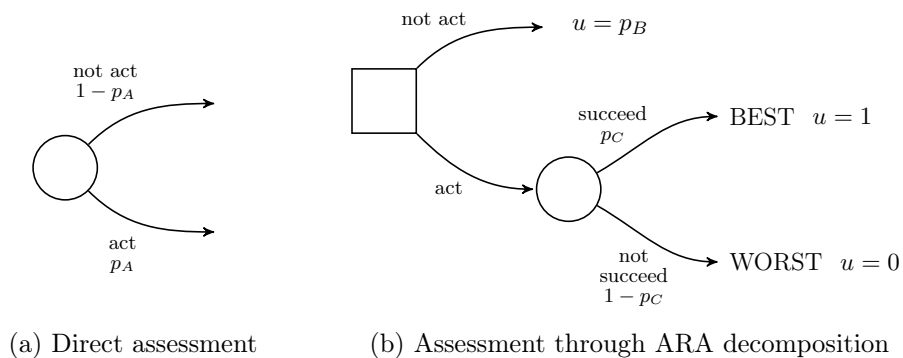 not act
1 − p_A
act
p_A
(a) Direct assessment
not act
u = p_B
act
succeed
p_C
BEST u = 1
not
succeed
1 − p_C
WORST u = 0
(b) Assessment through ARA decomposition